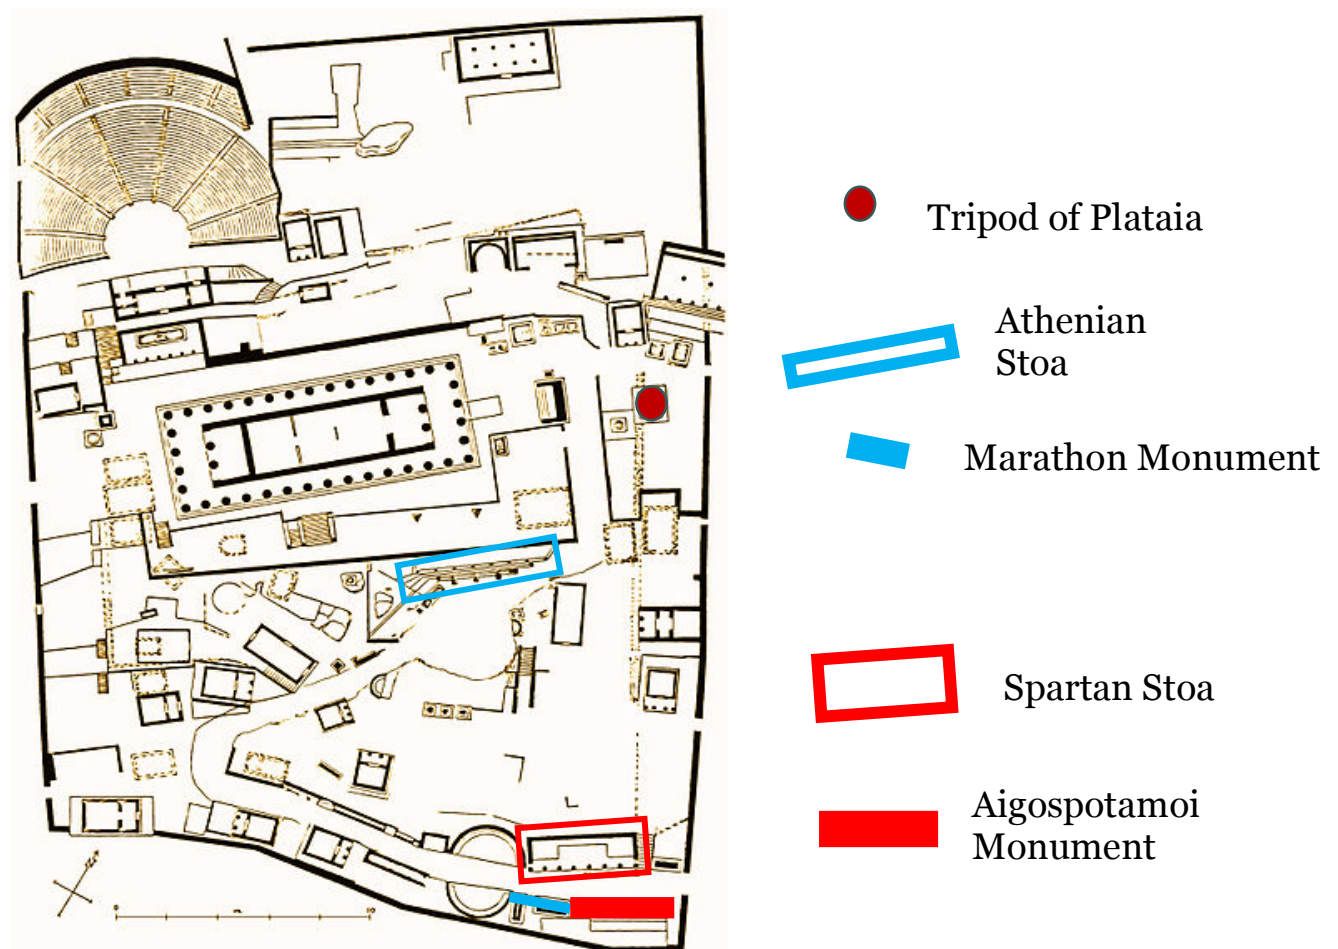 Tripod of Plataia
Athenian
Stoa
Marathon Monument
Spartan Stoa
Aigospotamoi
Monument